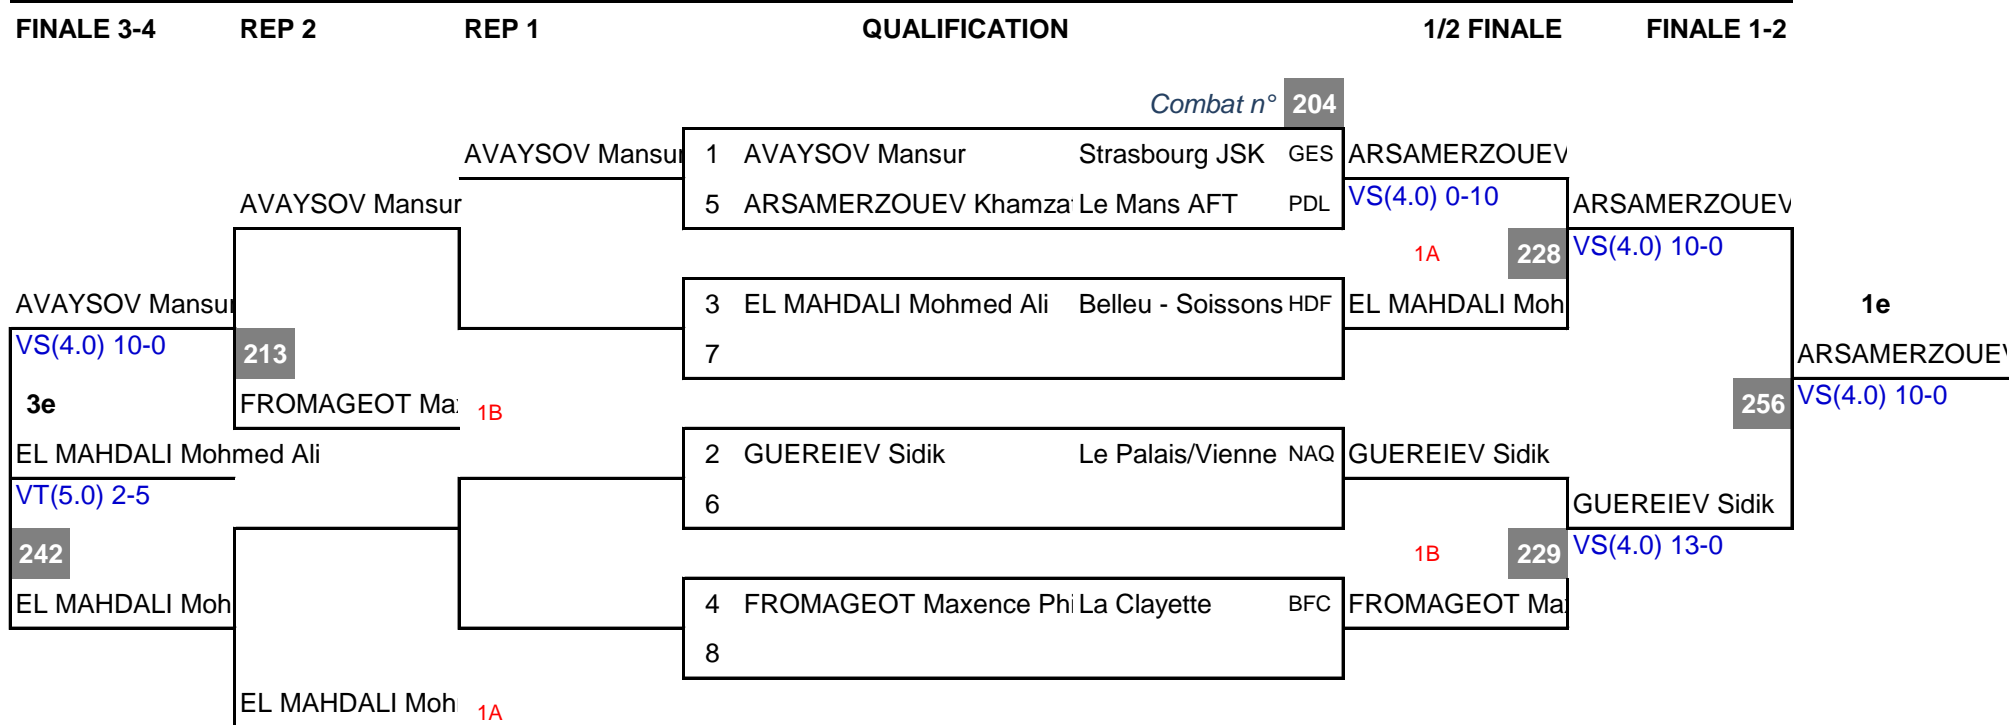 FINALE 3-4 REP 2 REP 1 QUALIFICATION 1/2 FINALE FINALE 1-2
Combat n° 204
AVAYSOV Mansur 1 AVAYSOV Mansur Strasbourg JSK GES ARSAMERZOUEV
AVAYSOV Mansur 5 ARSAMERZOUEV Khamzat Le Mans AFT PDL VS(4.0) 0-10 ARSAMERZOUEV
1A 228 VS(4.0) 10-0
AVAYSOV Mansur 3 EL MAHDALI Mohmed Ali Belleu - Soissons HDF EL MAHDALI Moh 1e
VS(4.0) 10-0 213 7 ARSAMERZOUEV
3e FROMAGEOT Max 1B 256 VS(4.0) 10-0
EL MAHDALI Mohmed Ali 2 GUEREIEV Sidik Le Palais/Vienne NAQ GUEREIEV Sidik
VT(5.0) 2-5 6 GUEREIEV Sidik
242 1B 229 VS(4.0) 13-0
EL MAHDALI Moh 4 FROMAGEOT Maxence Phi La Clayette BFC FROMAGEOT Max
8
EL MAHDALI Moh 1A